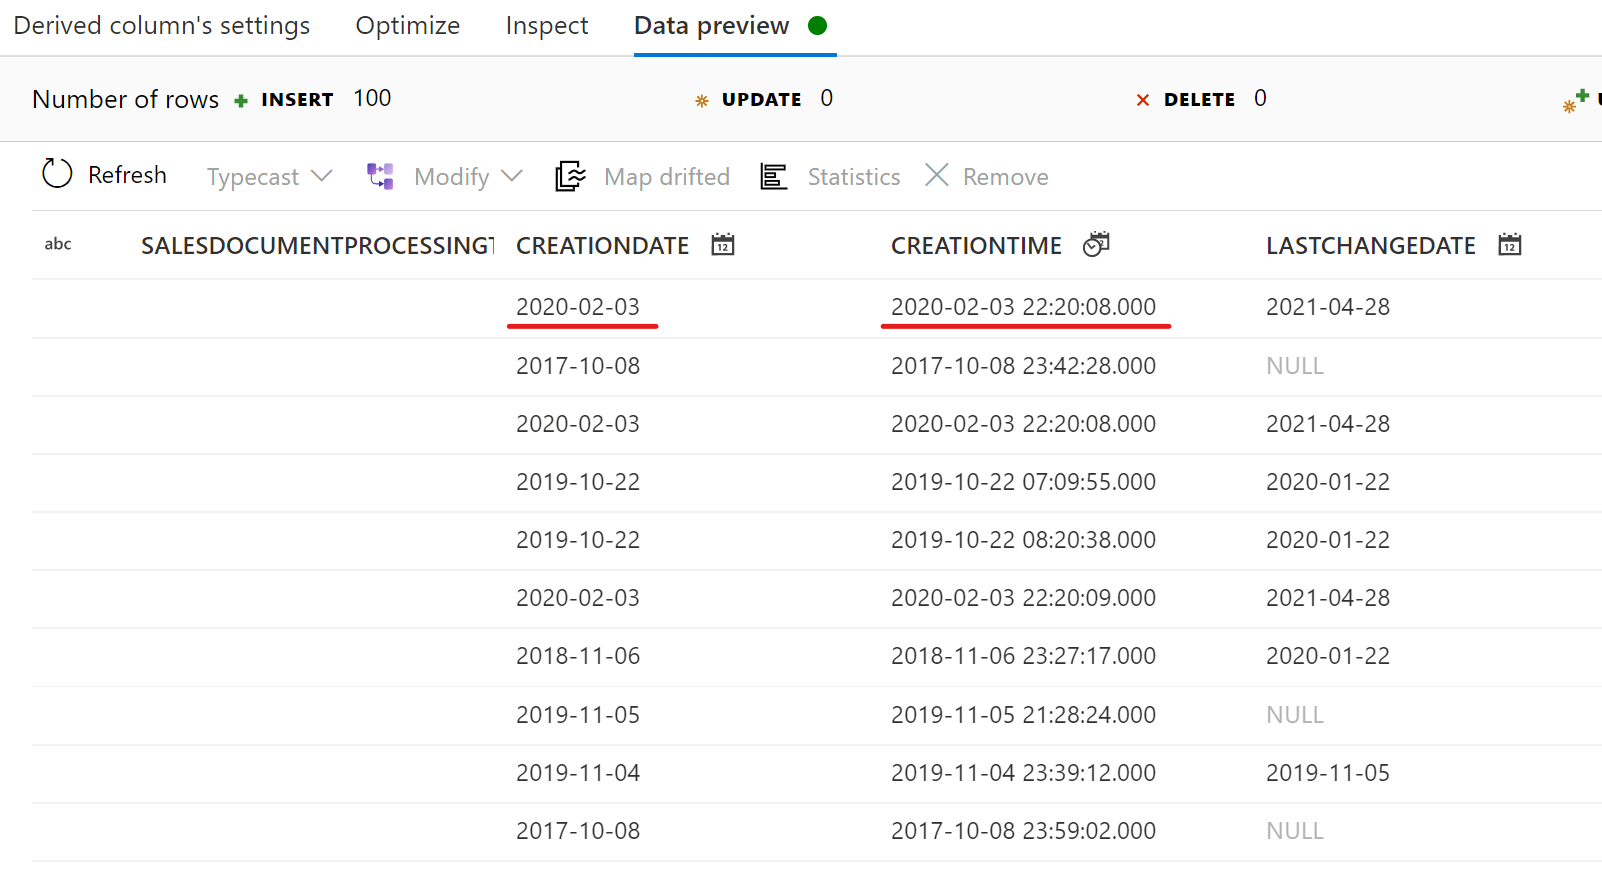 Derived column's settings Optimize Inspect Data preview
Number of rows INSERT 100 UPDATE 0 DELETE 0
Refresh Typecast Modify Map drifted Statistics Remove
abc SALESDOCUMENTPROCESSINGT CREATIONDATE 12 CREATIONTIME LASTCHANGEDATE 12
2020-02-03 2020-02-03 22:20:08.000 2021-04-28
2017-10-08 2017-10-08 23:42:28.000 NULL
2020-02-03 2020-02-03 22:20:08.000 2021-04-28
2019-10-22 2019-10-22 07:09:55.000 2020-01-22
2019-10-22 2019-10-22 08:20:38.000 2020-01-22
2020-02-03 2020-02-03 22:20:09.000 2021-04-28
2018-11-06 2018-11-06 23:27:17.000 2020-01-22
2019-11-05 2019-11-05 21:28:24.000 NULL
2019-11-04 2019-11-04 23:39:12.000 2019-11-05
2017-10-08 2017-10-08 23:59:02.000 NULL